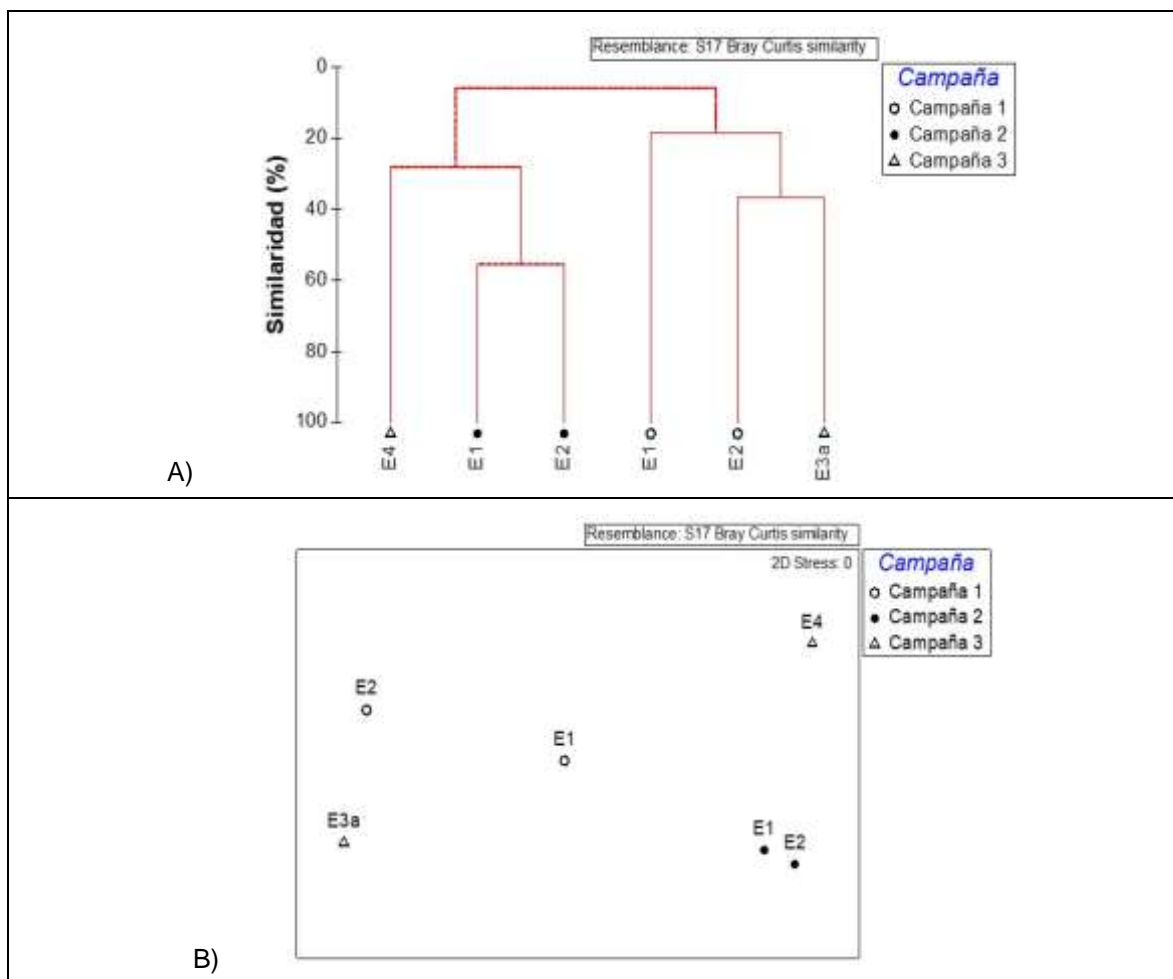 Resemblance: S17 Bray Curtis similarity
Campaña
Campaña 1
Campaña 2
Campaña 3
Similaridad (%)
0
20
40
60
80
100
E4
E1
E2
E1
E2
E3a
A)
Resemblance: S17 Bray Curtis similarity
2D Stress: 0
Campaña
Campaña 1
Campaña 2
Campaña 3
E4
E2
E1
E3a
E1
E2
B)